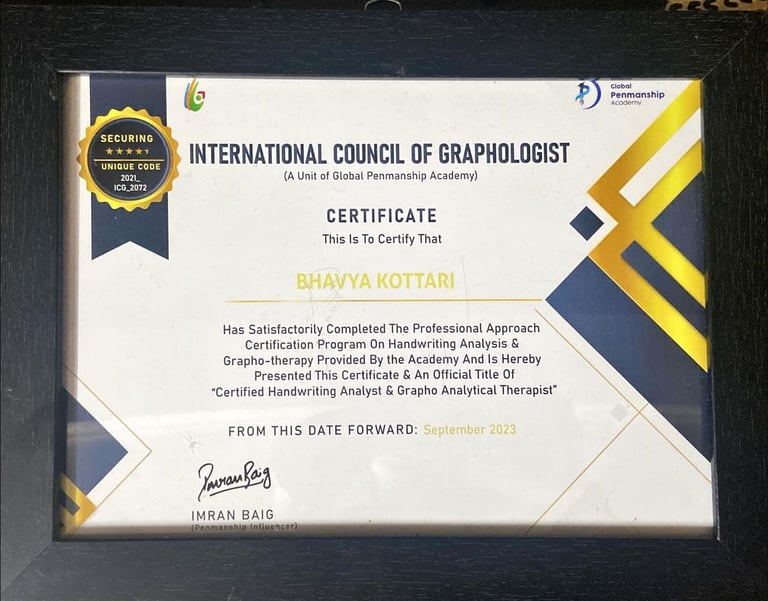 Global
Penmanship
Academy
SECURING
UNIQUE CODE
2021_
ICG_2072
INTERNATIONAL COUNCIL OF GRAPHOLOGIST
(A Unit of Global Penmanship Academy)
CERTIFICATE
This Is To Certify That
BHAVYA KOTTARI
Has Satisfactorily Completed The Professional Approach
Certification Program On Handwriting Analysis &
Grapho-therapy Provided By the Academy And Is Hereby
Presented This Certificate & An Official Title Of
"Certified Handwriting Analyst & Grapho Analytical Therapist"
FROM THIS DATE FORWARD: September 2023
Imran Baig
IMRAN BAIG
(Penmanship Influencer)